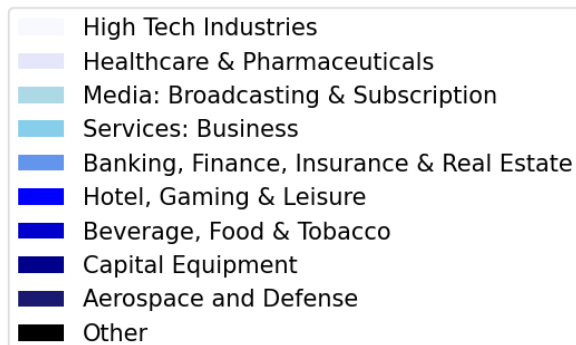 High Tech Industries
Healthcare & Pharmaceuticals
Media: Broadcasting & Subscription
Services: Business
Banking, Finance, Insurance & Real Estate
Hotel, Gaming & Leisure
Beverage, Food & Tobacco
Capital Equipment
Aerospace and Defense
Other